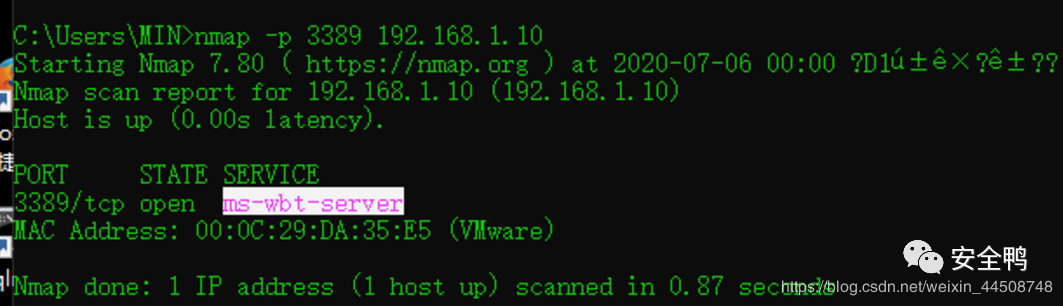 C:\Users\MIN>nmap -p 3389 192.168.1.10
Starting Nmap 7.80 ( https://nmap.org ) at 2020-07-06 00:00 ?D1ú±ê×?ê±??
Nmap scan report for 192.168.1.10 (192.168.1.10)
Host is up (0.00s latency).
PORT STATE SERVICE
3389/tcp open ms-wbt-server
MAC Address: 00:0C:29:DA:35:E5 (VMware)
捷
安全鸭
Nmap done: 1 IP address (1 host up) scanned in 0.87 seconds
https://blog.csdn.net/weixin_44508748